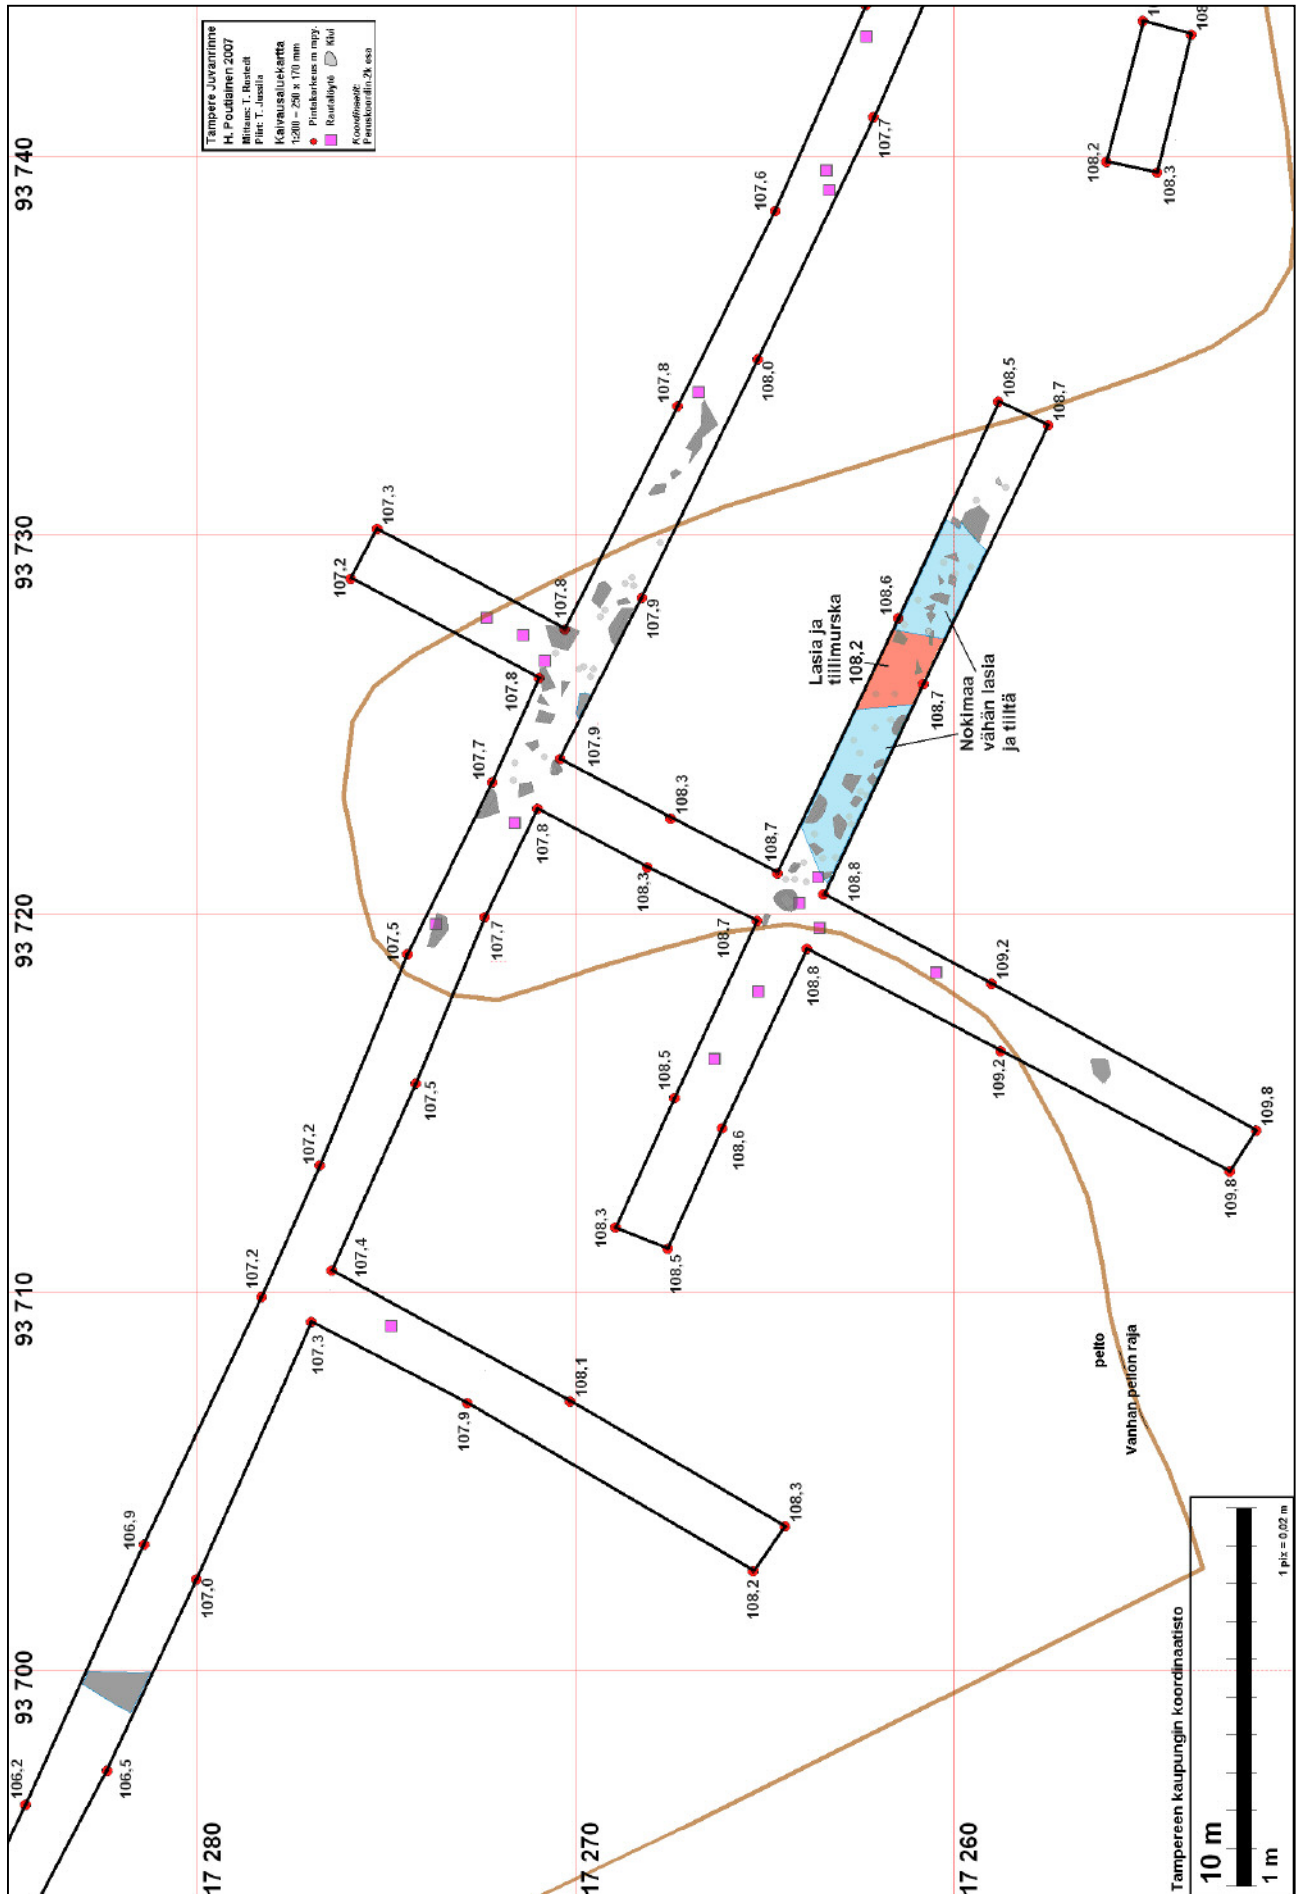 Tampere Juvanrinne
H. Poutiainen 2007
Mittaus: T. Rostedt
Piirt: T. Jussila
Kaivausaluekartta
1:200 – 250 x 170 mm
Pintakorkeus m mpy.
Rautalöytö
Kivi
Koordinaatit:
Peruskoordin.2k esa
93 740
93 730
93 720
93 710
93 700
17 280
17 270
17 260
108,2
108,3
108
107,7
107,6
107,8
108,0
108,5
108,7
107,3
107,2
107,8
107,9
107,8
107,9
107,7
107,8
107,7
107,5
107,5
107,2
107,2
107,4
107,3
107,9
108,1
108,2
108,3
106,9
107,0
106,2
106,5
108,3
108,3
108,7
108,7
108,8
108,8
108,5
108,6
108,3
108,5
109,2
109,2
109,8
109,8
108,6
108,7
Lasia ja
tiilimurska
108,2
Nokimaa
vähän lasia
ja tiiltä
pelto
Vanhan pellon raja
Tampereen kaupungin koordinaatisto
10 m
1 m
1 pix = 0,02 m